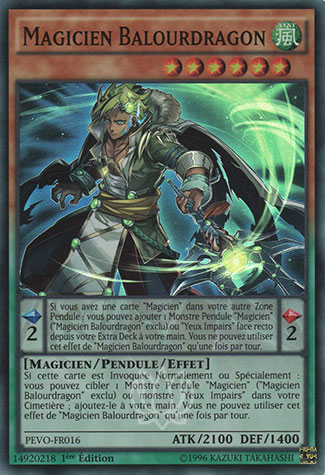 MAGICIEN BALOURDRAGON
風
Si vous avez une carte "Magicien" dans votre autre Zone
Pendule : vous pouvez ajouter 1 Monstre Pendule "Magicien"
("Magicien Balourdragon" exclu) ou "Yeux Impairs" face recto
depuis votre Extra Deck à votre main. Vous ne pouvez utiliser
cet effet de "Magicien Balourdragon" qu'une fois par tour.
2
2
[MAGICIEN/PENDULE/EFFET]
Si cette carte est Invoquée Normalement ou Spécialement :
vous pouvez cibler 1 Monstre Pendule "Magicien" ("Magicien
Balourdragon" exclu) ou monstre "Yeux Impairs" dans votre
Cimetière ; ajoutez-le à votre main. Vous ne pouvez utiliser cet
effet de "Magicien Balourdragon" qu'une fois par tour.
PEVO-FR016
ATK/2100 DEF/1400
14920218
1ère Édition
©1996 KAZUKI TAKAHASHI